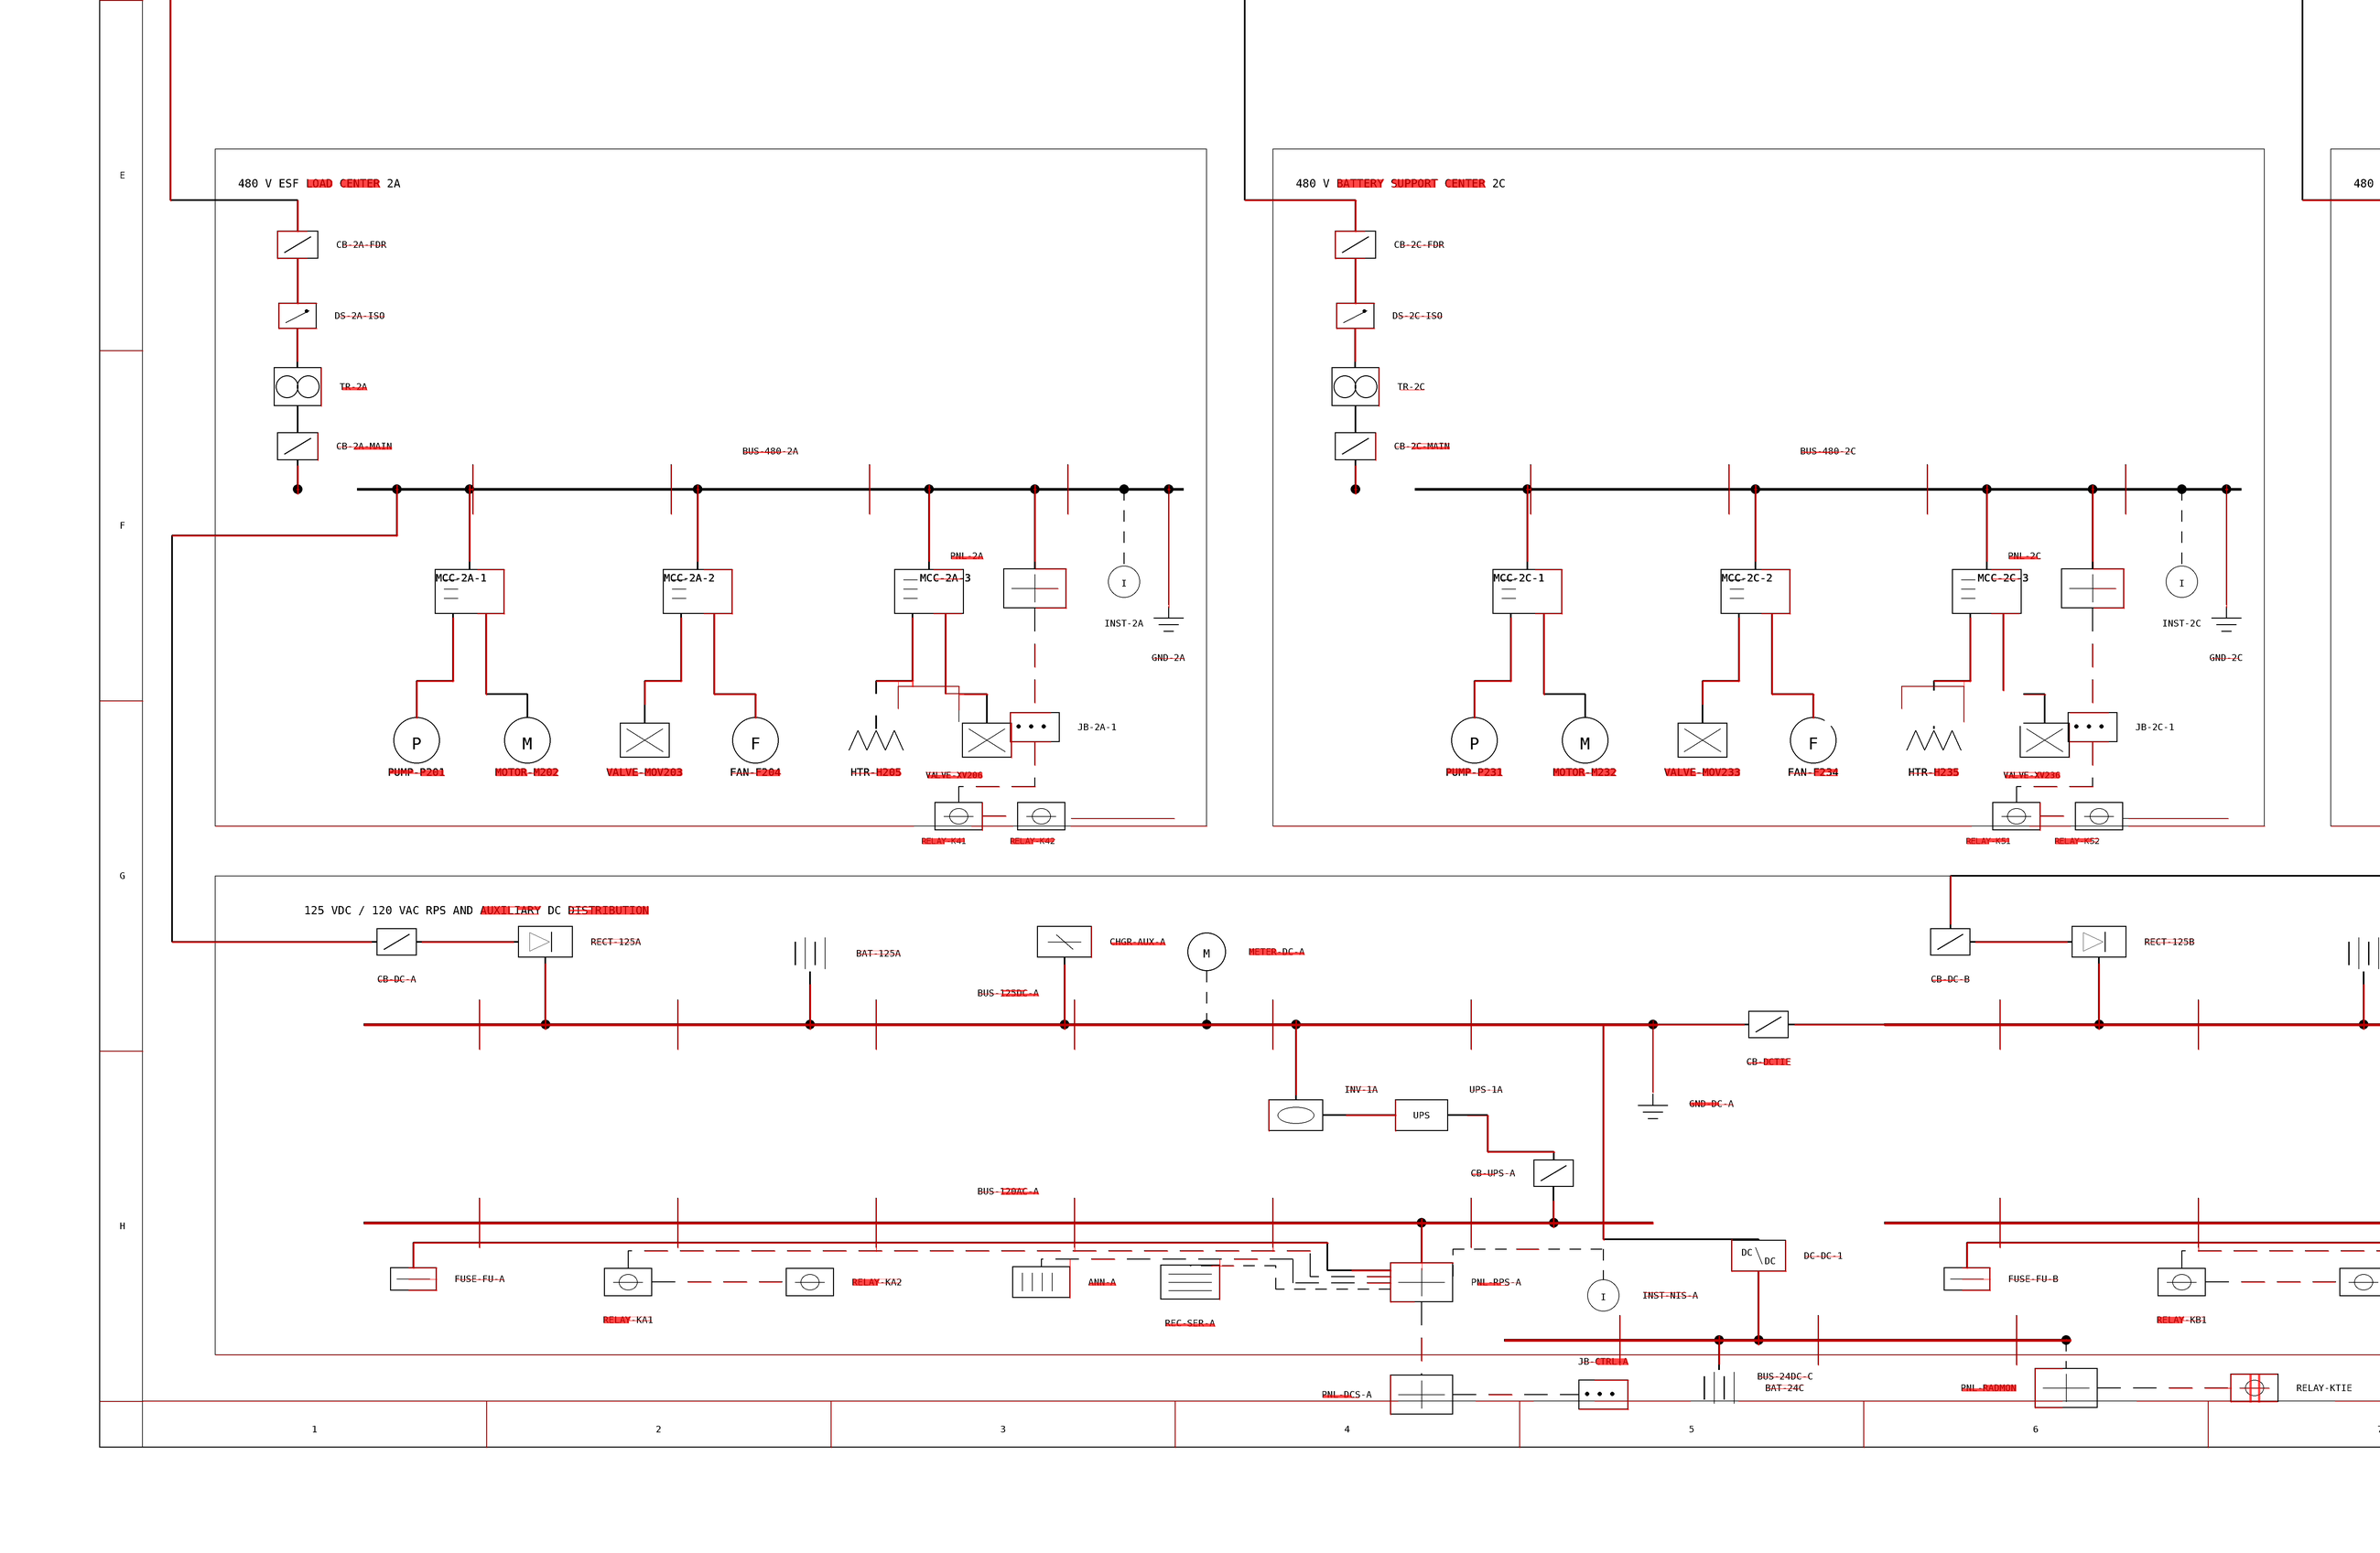 E
480 V ESF LOAD CENTER 2A
480 V BATTERY SUPPORT CENTER 2C
480
CB-2A-FDR
CB-2C-FDR
DS-2A-ISO
DS-2C-ISO
TR-2A
TR-2C
CB-2A-MAIN
BUS-480-2A
CB-2C-MAIN
BUS-480-2C
F
PNL-2A
PNL-2C
MCC-2A-1
MCC-2A-2
MCC-2A-3
I
MCC-2C-1
MCC-2C-2
MCC-2C-3
I
INST-2A
INST-2C
GND-2A
GND-2C
JB-2A-1
JB-2C-1
P
M
F
P
M
F
PUMP-P201
MOTOR-M202
VALVE-MOV203
FAN-F204
HTR-H205
VALVE-XV206
PUMP-P231
MOTOR-M232
VALVE-MOV233
FAN-F234
HTR-H235
VALVE-XV236
RELAY-K41
RELAY-K42
RELAY-K51
RELAY-K52
G
125 VDC / 120 VAC RPS AND AUXILIARY DC DISTRIBUTION
RECT-125A
BAT-125A
CHGR-AUX-A
M
METER-DC-A
RECT-125B
CB-DC-A
BUS-125DC-A
CB-DC-B
CB-DCTIE
INV-1A
UPS-1A
GND-DC-A
UPS
CB-UPS-A
BUS-120AC-A
H
FUSE-FU-A
RELAY-KA2
ANN-A
PNL-RPS-A
DC
DC
DC-DC-1
FUSE-FU-B
I
INST-NIS-A
RELAY-KA1
REC-SER-A
RELAY-KB1
JB-CTRL-A
BUS-24DC-C
PNL-DCS-A
BAT-24C
PNL-RADMON
RELAY-KTIE
1
2
3
4
5
6